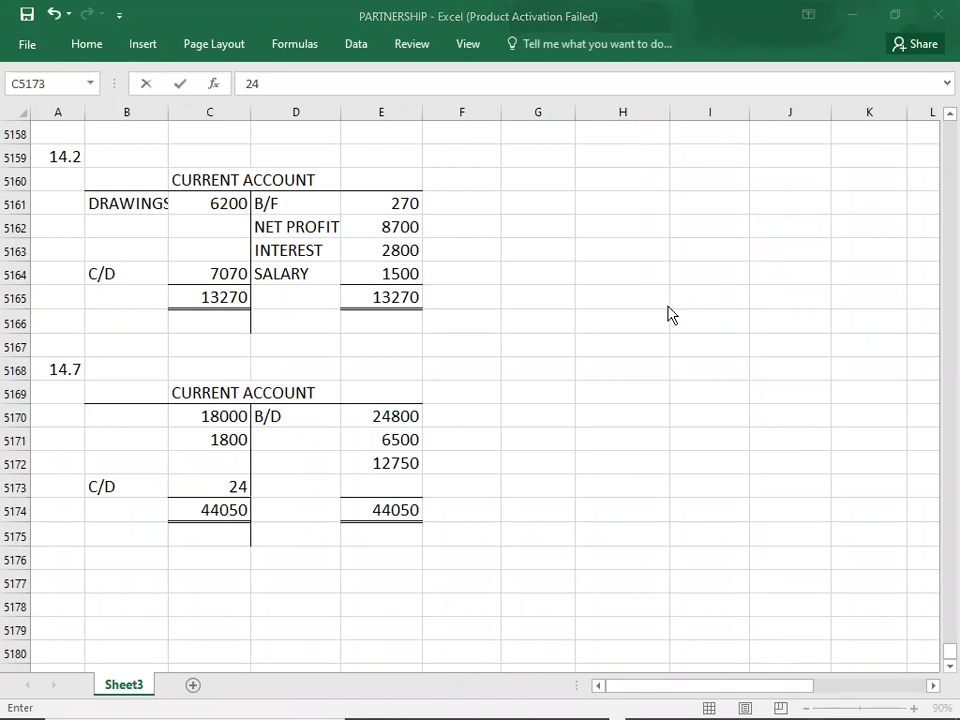 PARTNERSHIP - Excel (Product Activation Failed)
File Home Insert Page Layout Formulas Data Review View Tell me what you want to do... Share
C5173 fx 24
A B C D E F G H I J K L
5158
5159 14.2
5160 CURRENT ACCOUNT
5161 DRAWINGS 6200 B/F 270
5162 NET PROFIT 8700
5163 INTEREST 2800
5164 C/D 7070 SALARY 1500
5165 13270 13270
5166
5167
5168 14.7
5169 CURRENT ACCOUNT
5170 18000 B/D 24800
5171 1800 6500
5172 12750
5173 C/D 24
5174 44050 44050
5175
5176
5177
5178
5179
5180
Sheet3
Enter 90%